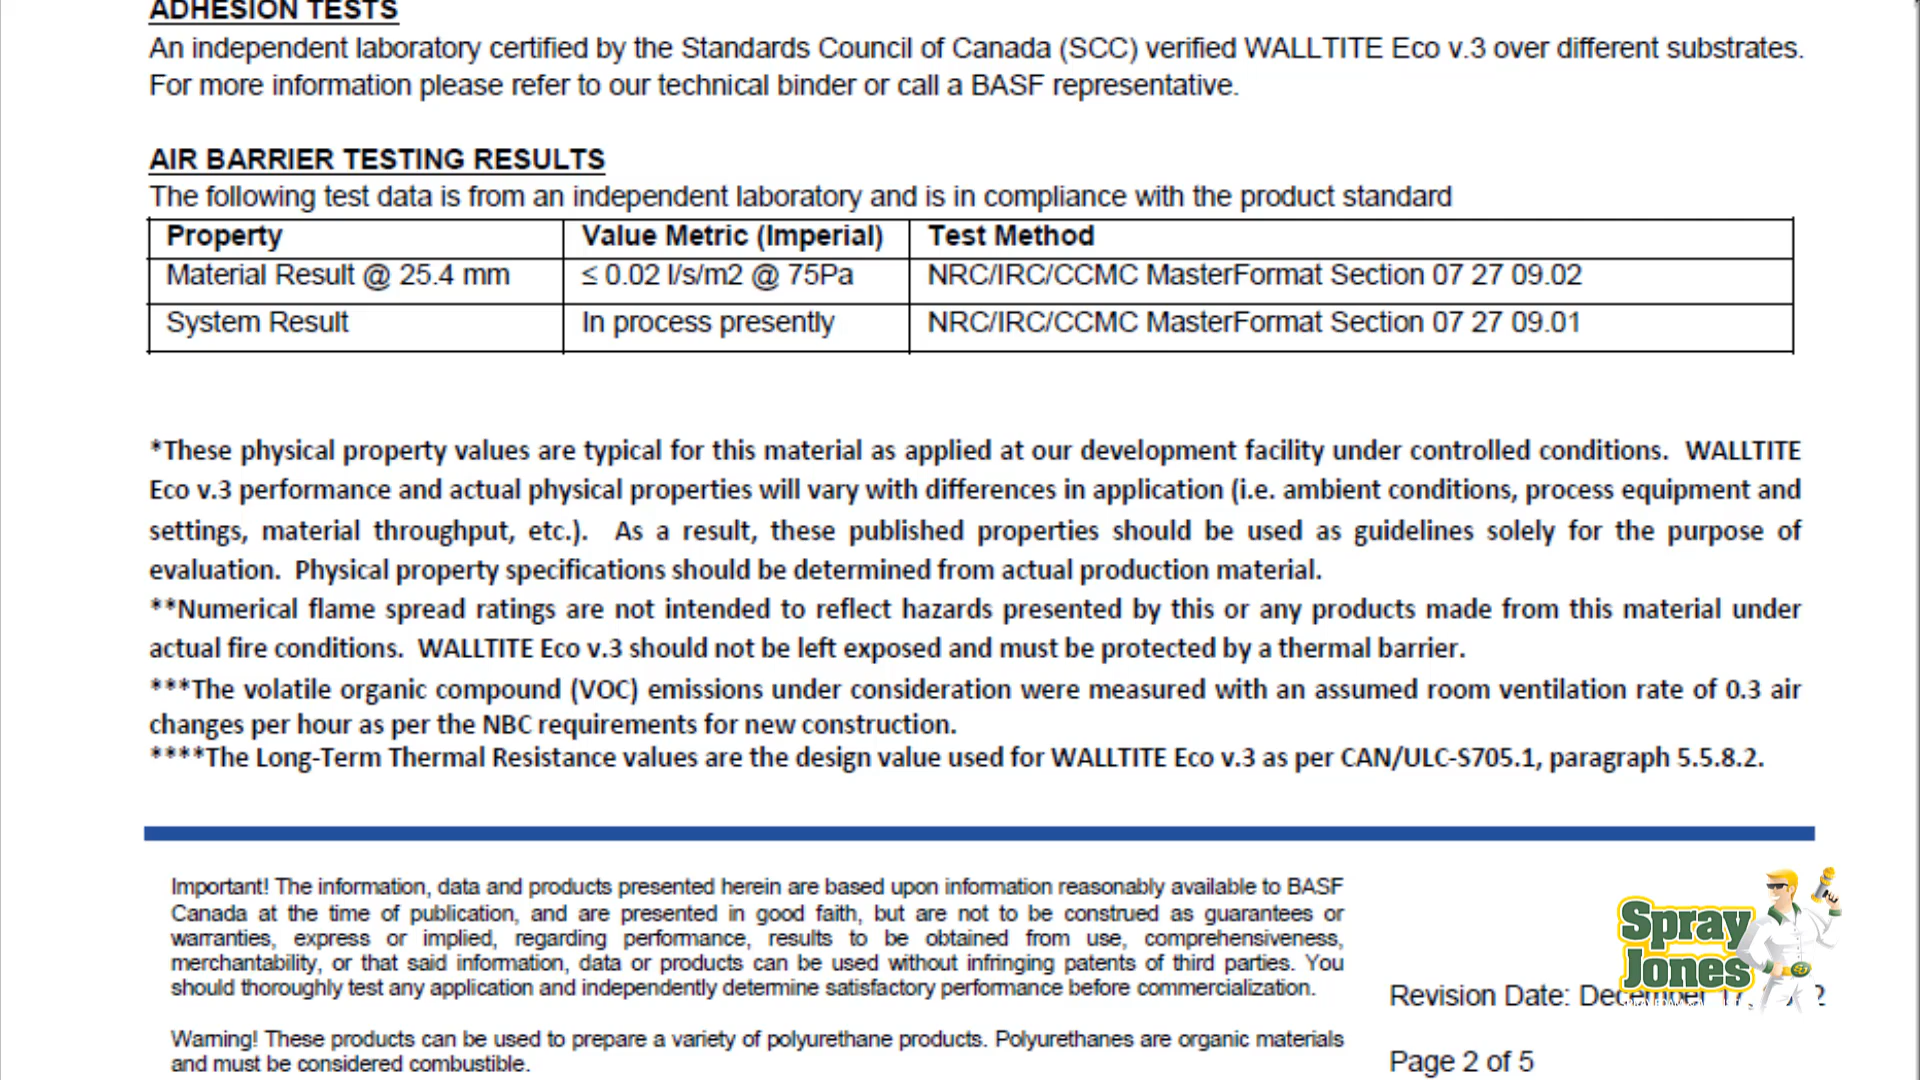 ADHESION TESTS
An independent laboratory certified by the Standards Council of Canada (SCC) verified WALLTITE Eco v.3 over different substrates.
For more information please refer to our technical binder or call a BASF representative.
AIR BARRIER TESTING RESULTS
The following test data is from an independent laboratory and is in compliance with the product standard
Property Value Metric (Imperial) Test Method
Material Result @ 25.4 mm ≤ 0.02 l/s/m2 @ 75Pa NRC/IRC/CCMC MasterFormat Section 07 27 09.02
System Result In process presently NRC/IRC/CCMC MasterFormat Section 07 27 09.01
*These physical property values are typical for this material as applied at our development facility under controlled conditions. WALLTITE
Eco v.3 performance and actual physical properties will vary with differences in application (i.e. ambient conditions, process equipment and
settings, material throughput, etc.). As a result, these published properties should be used as guidelines solely for the purpose of
evaluation. Physical property specifications should be determined from actual production material.
**Numerical flame spread ratings are not intended to reflect hazards presented by this or any products made from this material under
actual fire conditions. WALLTITE Eco v.3 should not be left exposed and must be protected by a thermal barrier.
***The volatile organic compound (VOC) emissions under consideration were measured with an assumed room ventilation rate of 0.3 air
changes per hour as per the NBC requirements for new construction.
****The Long-Term Thermal Resistance values are the design value used for WALLTITE Eco v.3 as per CAN/ULC-S705.1, paragraph 5.5.8.2.
Important! The information, data and products presented herein are based upon information reasonably available to BASF
Canada at the time of publication, and are presented in good faith, but are not to be construed as guarantees or
warranties, express or implied, regarding performance, results to be obtained from use, comprehensiveness,
merchantability, or that said information, data or products can be used without infringing patents of third parties. You
should thoroughly test any application and independently determine satisfactory performance before commercialization.
Warning! These products can be used to prepare a variety of polyurethane products. Polyurethanes are organic materials
and must be considered combustible.
Spray
Jones
Revision Date: December
Page 2 of 5